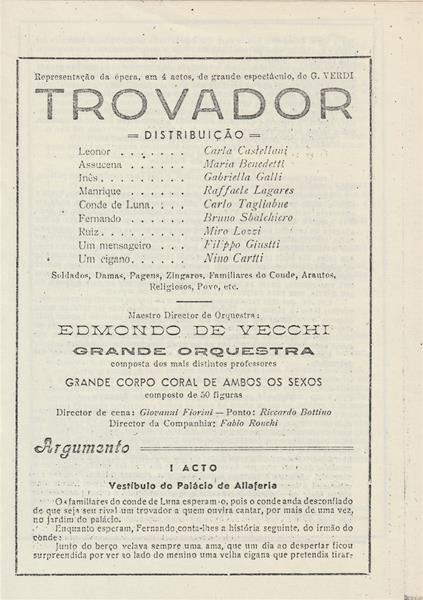 Representação da ópera, em 4 actos, de grande espectáculo, de G. VERDI
TROVADOR
DISTRIBUIÇÃO
Leonor . . . . . . . Carla Castellani
Assucena . . . . . . Maria Benedetti
Inês . . . . . . . . Gabriella Galli
Manrique . . . . . . Raffaele Lagares
Conde de Luna . . . . Carlo Tagliabue
Fernando . . . . . . Bruno Sbalchiero
Ruiz . . . . . . . . Miro Lozzi
Um mensageiro . . . Filippo Giustti
Um cigano . . . . . . Nino Cartti
Soldados, Damas, Pagens, Zíngaros, Familiares do Conde, Arautos,
Religiosos, Povo, etc.
Maestro Director de Orquestra:
EDMONDO DE VECCHI
GRANDE ORQUESTRA
composta dos mais distintos professores
GRANDE CORPO CORAL DE AMBOS OS SEXOS
composto de 50 figuras
Director de cena: Giovanni Fiorini — Ponto: Riccardo Bottino
Director da Companhia: Fabio Ronchi
Argumento
I ACTO
Vestíbulo do Palácio de Aliaferia
Os familiares do conde de Luna esperam-o, pois o conde anda desconfiado
de que seja seu rival um trovador a quem ouvira cantar, por mais de uma vez,
no jardim do palácio.
Enquanto esperam, Fernando conta-lhes a história seguinte, do irmão do
conde:
Junto do berço velava sempre uma ama, que um dia ao despertar ficou
surpreendida por ver ao lado do menino uma velha cigana que pretendia tirar-